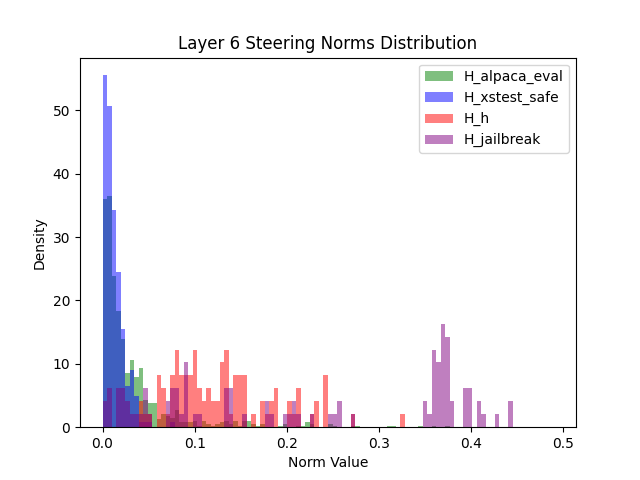 Layer 6 Steering Norms Distribution
H_alpaca_eval
H_xstest_safe
H_h
H_jailbreak
Density
50
40
30
20
10
0
0.0 0.1 0.2 0.3 0.4 0.5
Norm Value